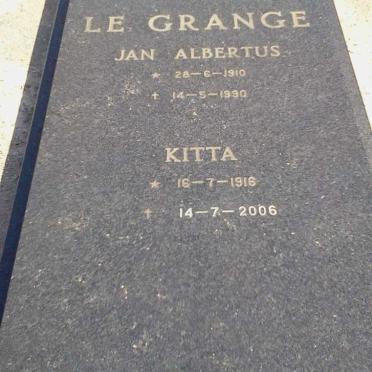 LE GRANGE
JAN ALBERTUS
* 28-6-1910
† 14-5-1990
KITTA
* 16-7-1916
† 14-7-2006